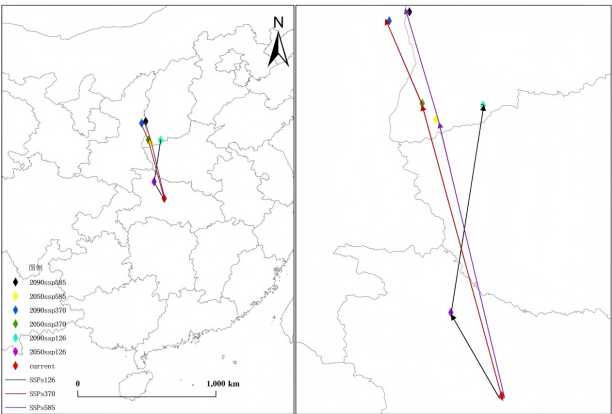 N
图例
2090ssp585
2050ssp585
2090ssp370
2050ssp370
2090ssp126
2050ssp126
current
SSPs126
SSPs370
SSPs585
0 1,000 km